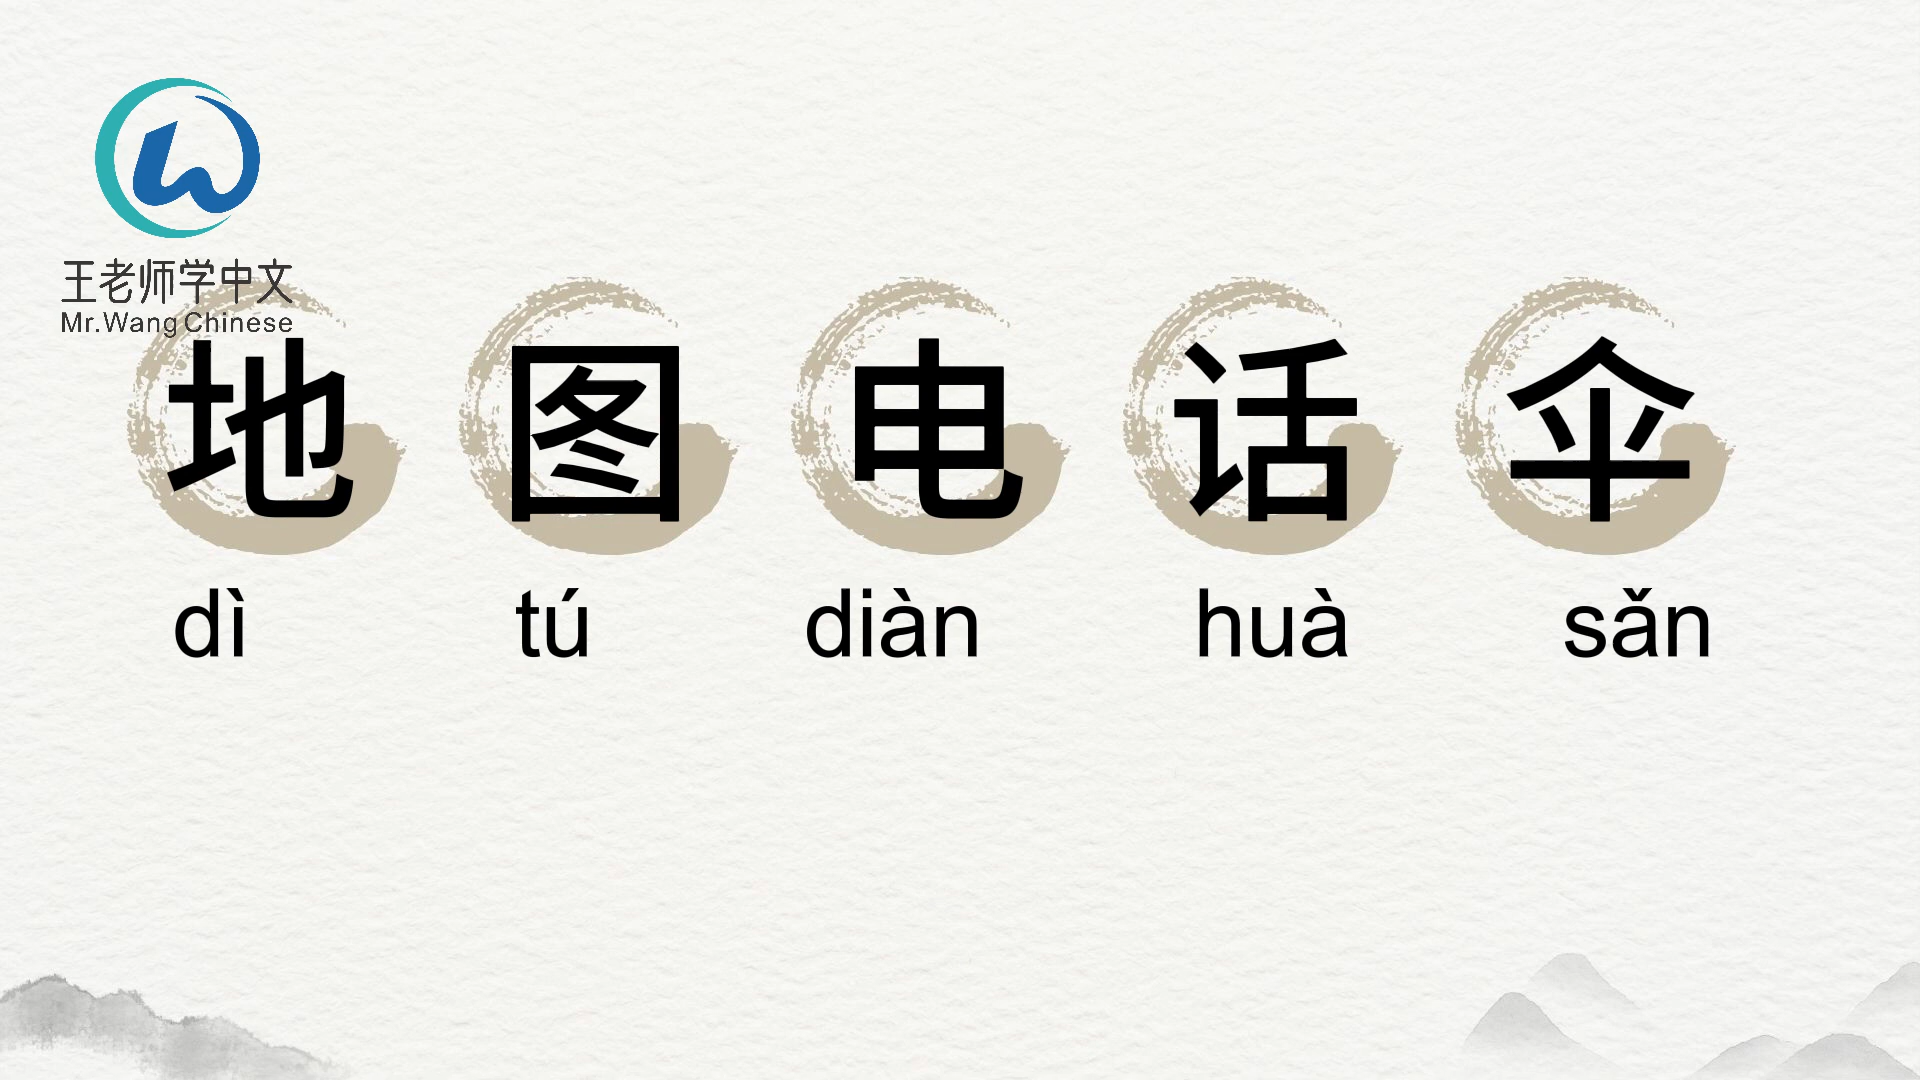 王老师学中文
Mr.Wang Chinese
地 图 电 话 伞
dì tú diàn huà sǎn